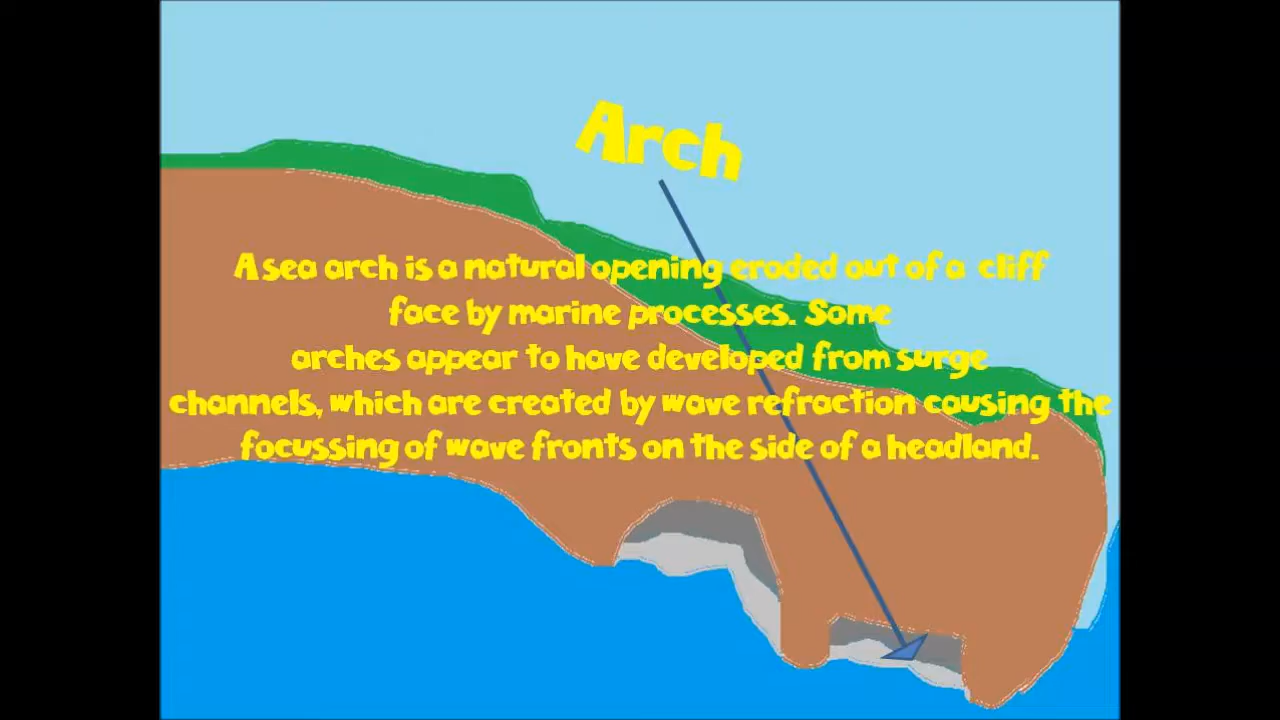 Arch
A sea arch is a natural opening eroded out of a cliff
face by marine processes. Some
arches appear to have developed from surge
channels, which are created by wave refraction causing the
focussing of wave fronts on the side of a headland.